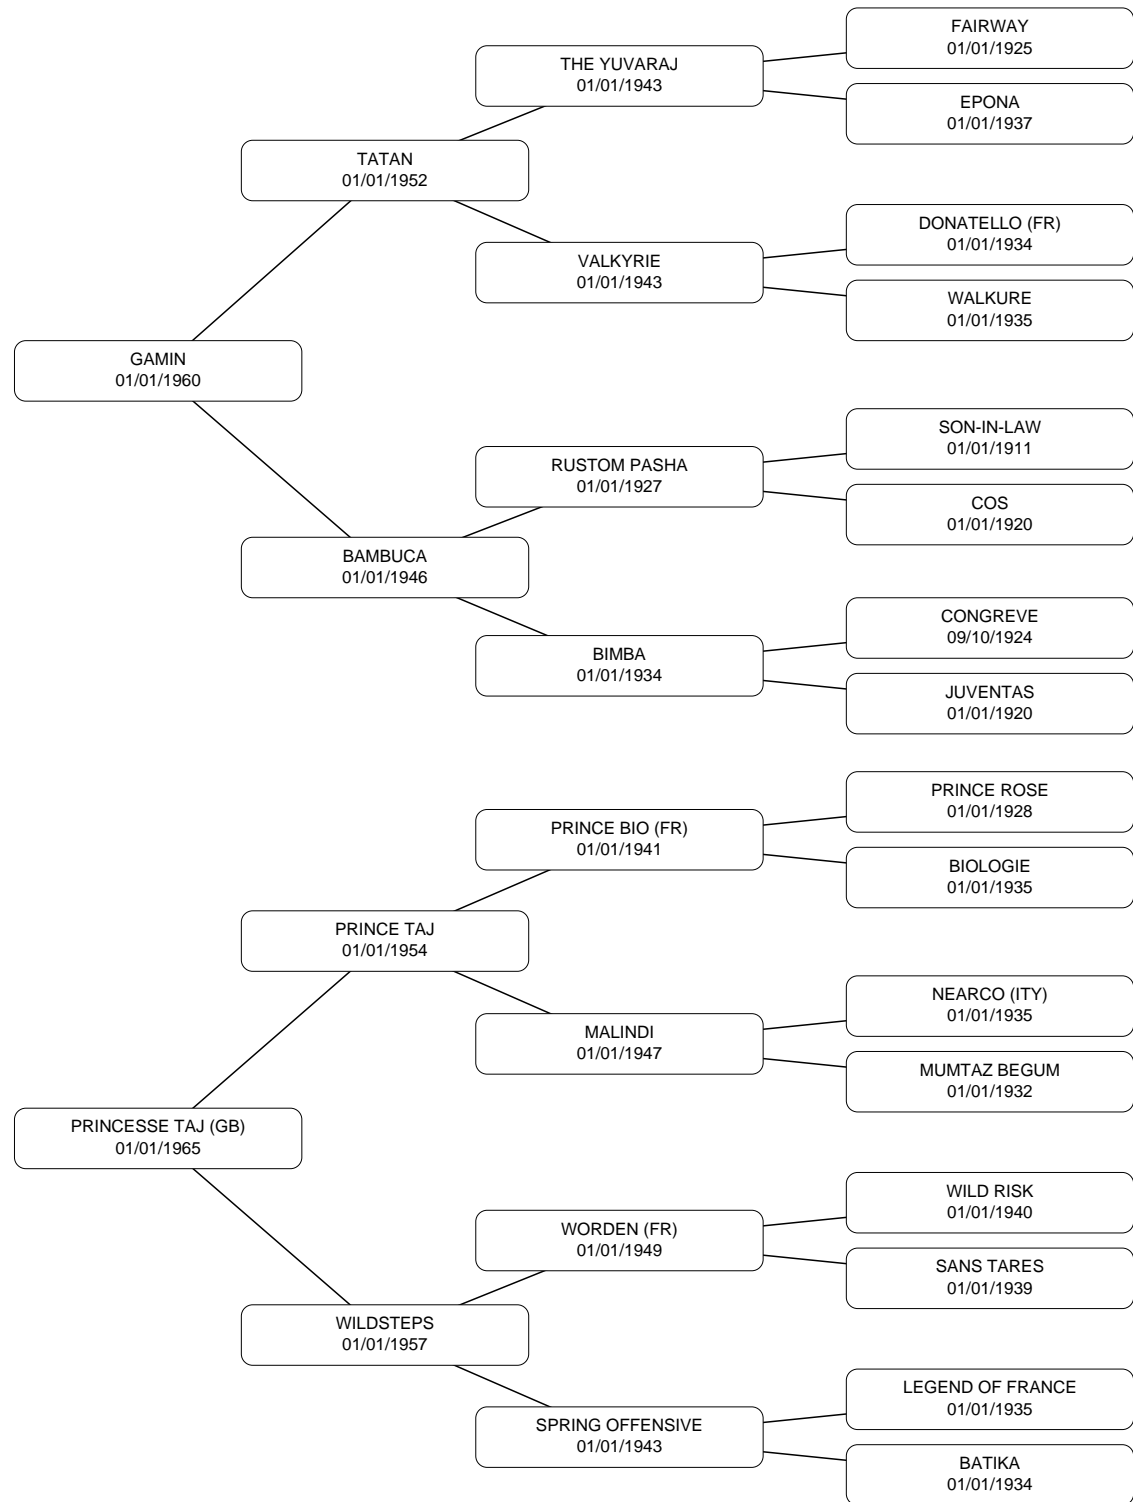 FAIRWAY
01/01/1925
THE YUVARAJ
01/01/1943
EPONA
01/01/1937
TATAN
01/01/1952
DONATELLO (FR)
01/01/1934
VALKYRIE
01/01/1943
WALKURE
01/01/1935
GAMIN
01/01/1960
SON-IN-LAW
01/01/1911
RUSTOM PASHA
01/01/1927
COS
01/01/1920
BAMBUCA
01/01/1946
CONGREVE
09/10/1924
BIMBA
01/01/1934
JUVENTAS
01/01/1920
PRINCE ROSE
01/01/1928
PRINCE BIO (FR)
01/01/1941
BIOLOGIE
01/01/1935
PRINCE TAJ
01/01/1954
NEARCO (ITY)
01/01/1935
MALINDI
01/01/1947
MUMTAZ BEGUM
01/01/1932
PRINCESSE TAJ (GB)
01/01/1965
WILD RISK
01/01/1940
WORDEN (FR)
01/01/1949
SANS TARES
01/01/1939
WILDSTEPS
01/01/1957
LEGEND OF FRANCE
01/01/1935
SPRING OFFENSIVE
01/01/1943
BATIKA
01/01/1934